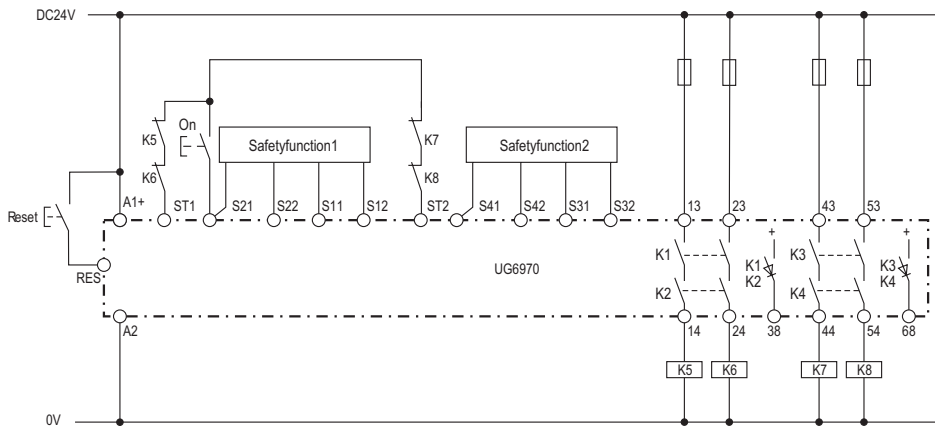 DC24V
On
K5
K6
K7
K8
Safetyfunction1
Safetyfunction2
Reset
A1+
ST1
S21
S22
S11
S12
ST2
S41
S42
S31
S32
13
23
43
53
RES
UG6970
K1
K2
K1
K2
K3
K4
K3
K4
+
+
A2
14
24
38
44
54
68
K5
K6
K7
K8
0V